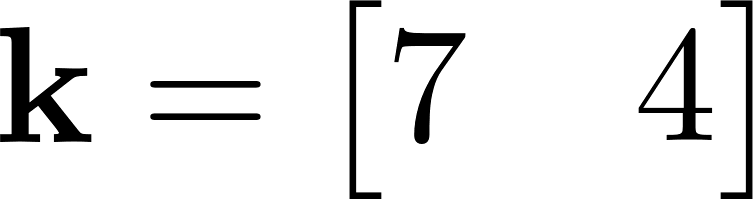 k = [7 4]